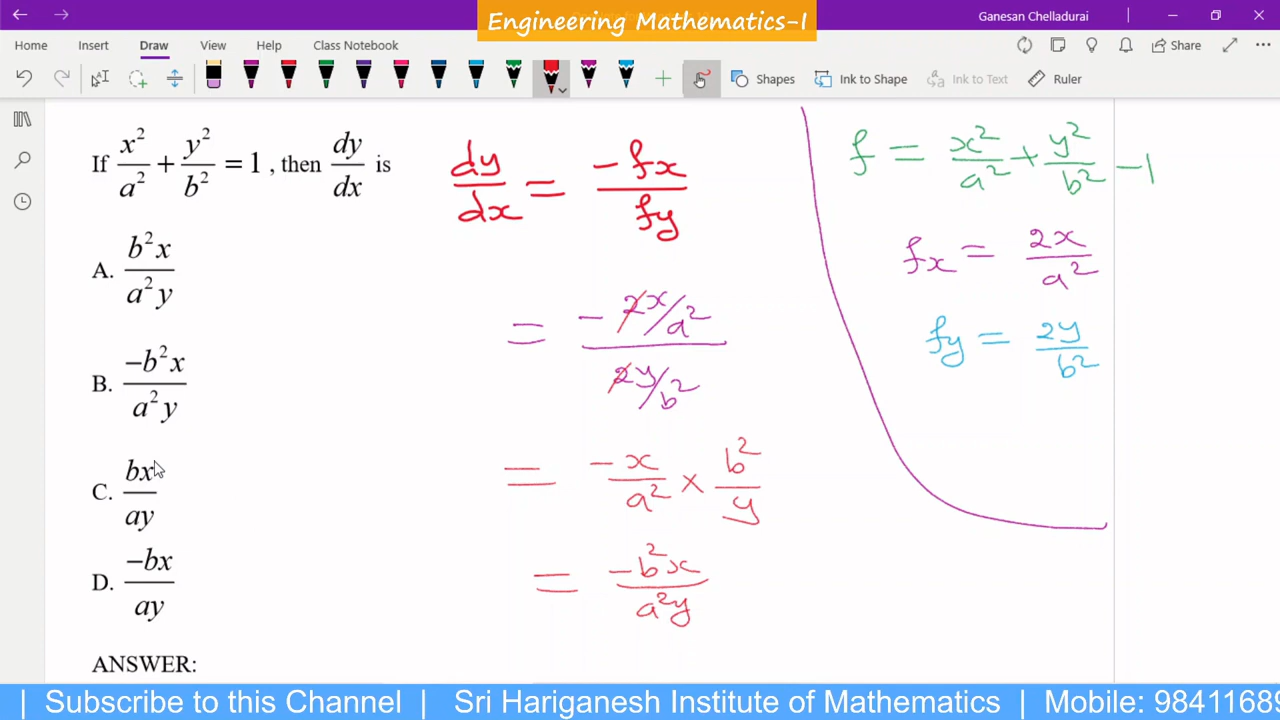 Engineering Mathematics-I
Ganesan Chelladurai
Home Insert Draw View Help Class Notebook
Share
Shapes Ink to Shape Ink to Text Ruler
If x²/a² + y²/b² = 1 , then dy/dx is
A. b²x/a²y
B. −b²x/a²y
C. bx/ay
D. −bx/ay
ANSWER:
dy/dx = −fx/fy
= −2x/a² / 2y/b²
= −x/a² × b²/y
= −b²x/a²y
f = x²/a² + y²/b² − 1
fx = 2x/a²
fy = 2y/b²
| Subscribe to this Channel | Sri Hariganesh Institute of Mathematics | Mobile: 98411689